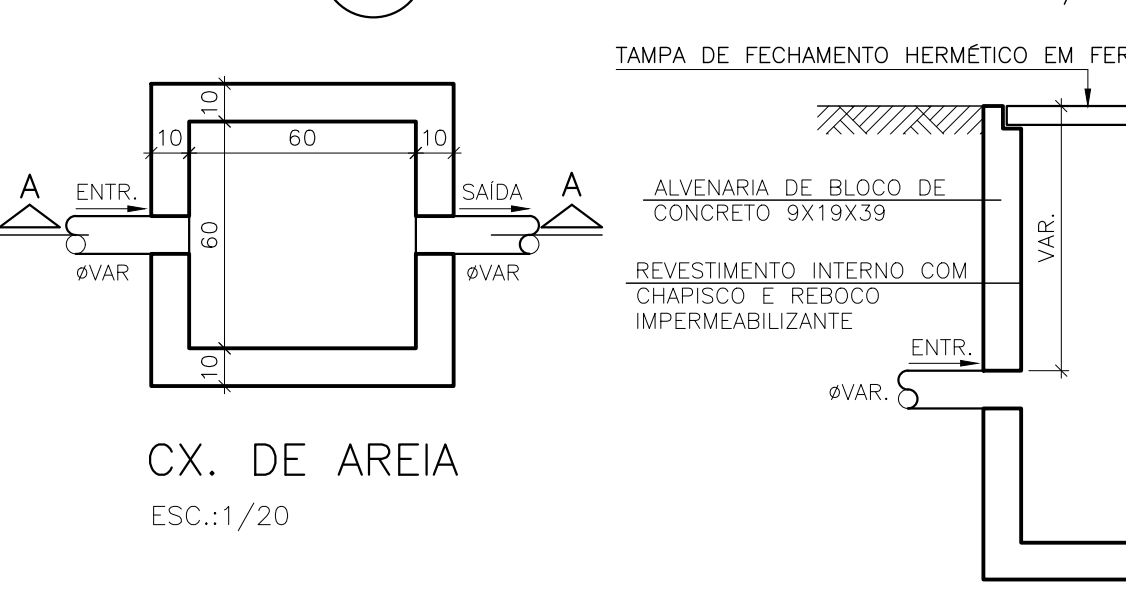 10
10 60 10
A ENTR. SAÍDA A
60
øVAR øVAR
10
CX. DE AREIA
ESC.:1/20
TAMPA DE FECHAMENTO HERMÉTICO EM FER
ALVENARIA DE BLOCO DE
CONCRETO 9X19X39
VAR.
REVESTIMENTO INTERNO COM
CHAPISCO E REBOCO
IMPERMEABILIZANTE
ENTR.
øVAR.